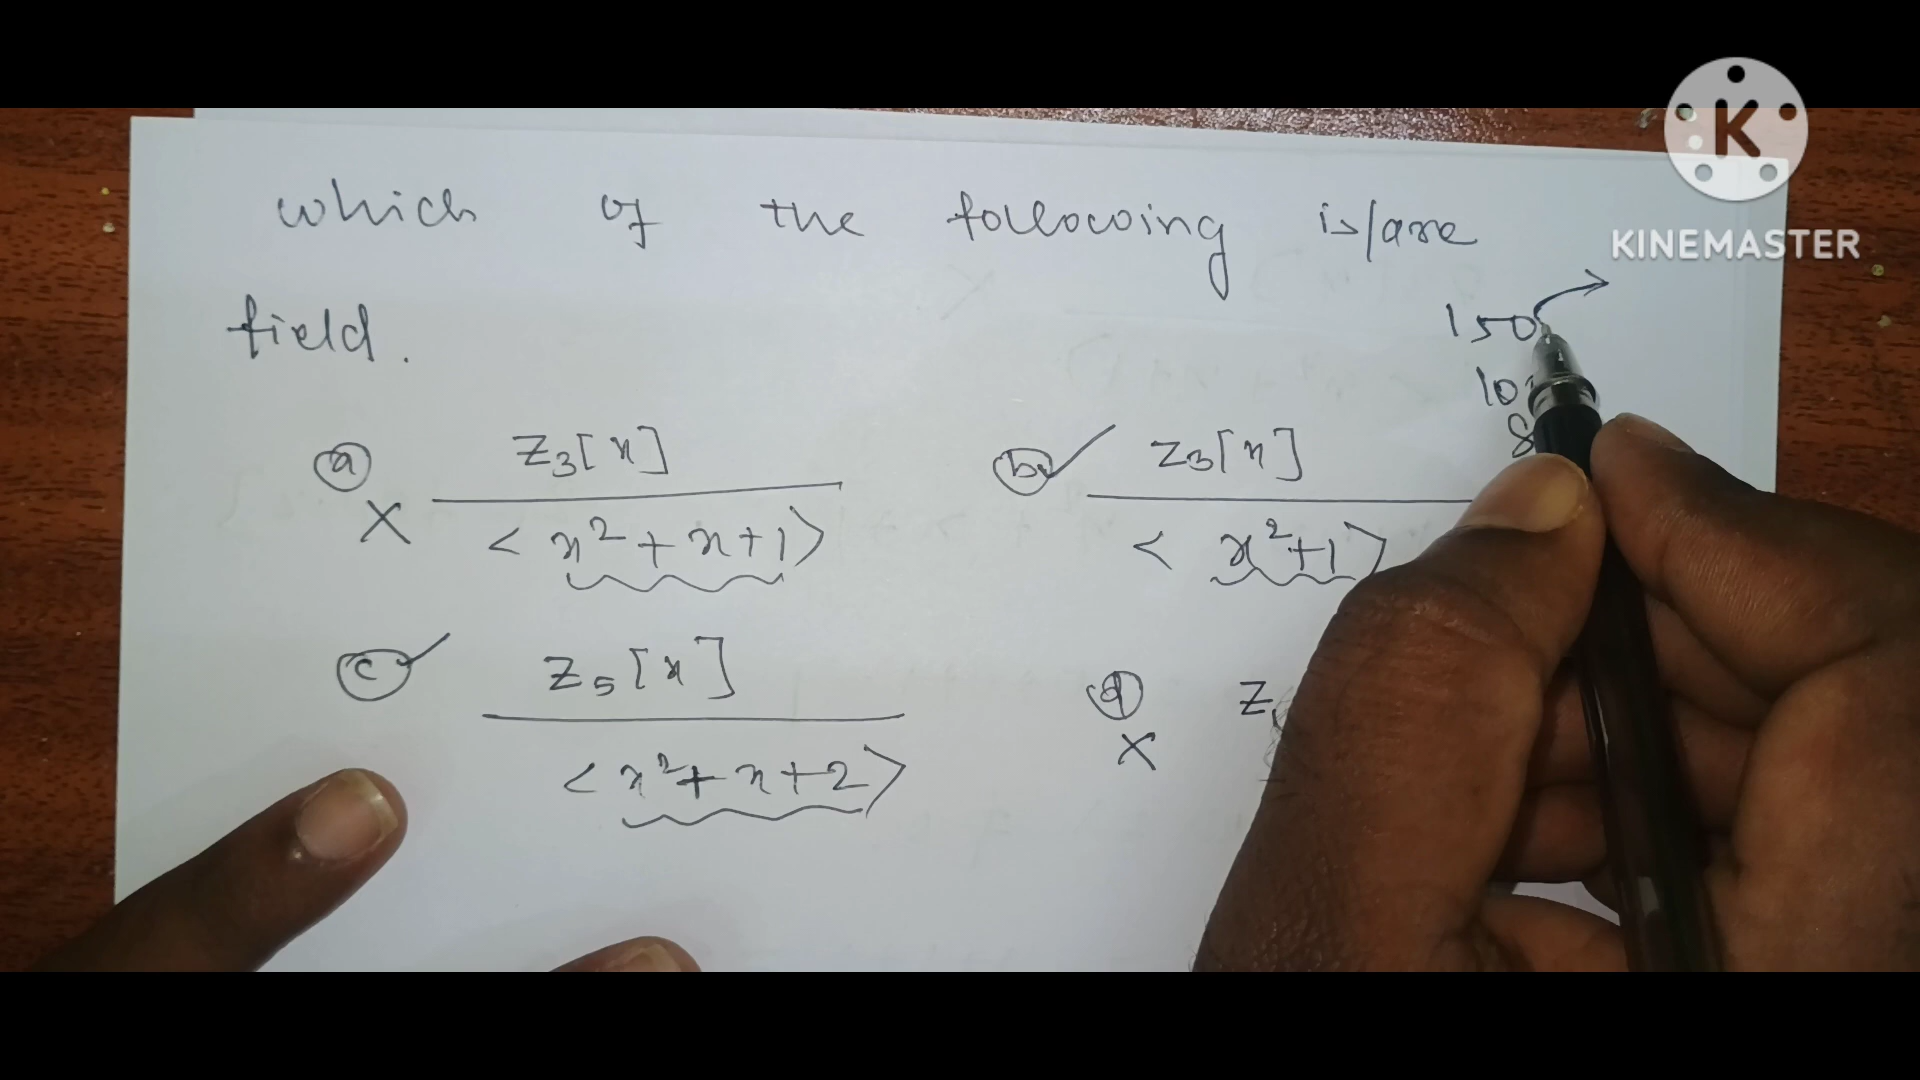 which of the following is/are
KINEMASTER
field.
150
10
8
(a) Z₃[x] (b) Z₃[x]
X < x² + x + 1 > < x² + 1 >
(c) Z₅[x] (d) Z
< x² + x + 2 > X